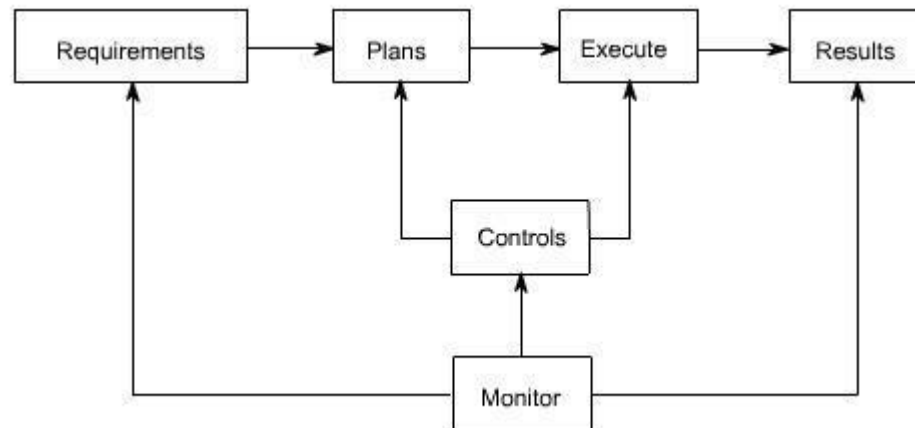 Requirements
Plans
Execute
Results
Controls
Monitor